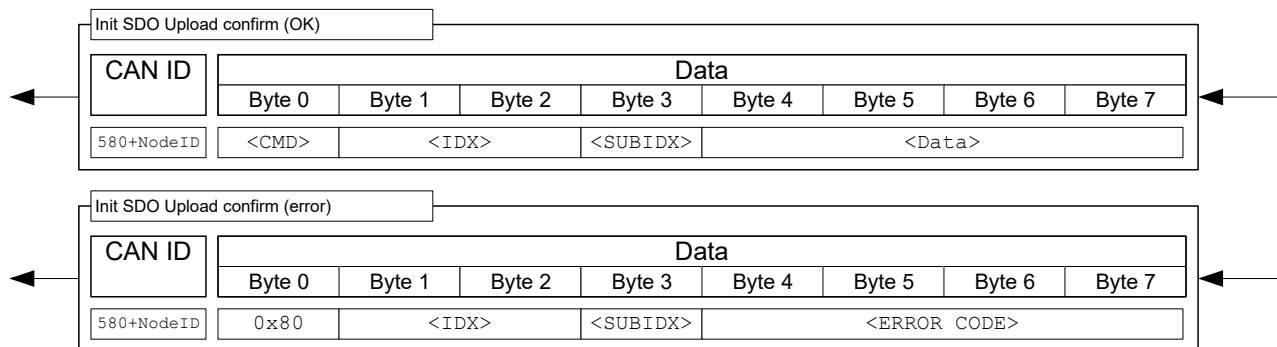 Init SDO Upload confirm (OK)
CAN ID Data
Byte 0 Byte 1 Byte 2 Byte 3 Byte 4 Byte 5 Byte 6 Byte 7
580+NodeID <CMD> <IDX> <SUBIDX> <Data>
Init SDO Upload confirm (error)
CAN ID Data
Byte 0 Byte 1 Byte 2 Byte 3 Byte 4 Byte 5 Byte 6 Byte 7
580+NodeID 0x80 <IDX> <SUBIDX> <ERROR CODE>